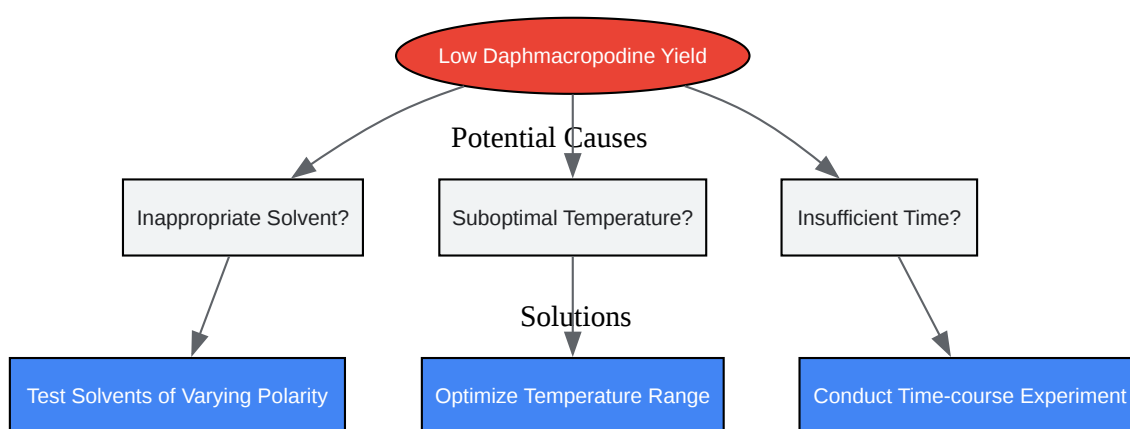 Low Daphmacropodine Yield
Potential Causes
Inappropriate Solvent?
Suboptimal Temperature?
Insufficient Time?
Solutions
Test Solvents of Varying Polarity
Optimize Temperature Range
Conduct Time-course Experiment